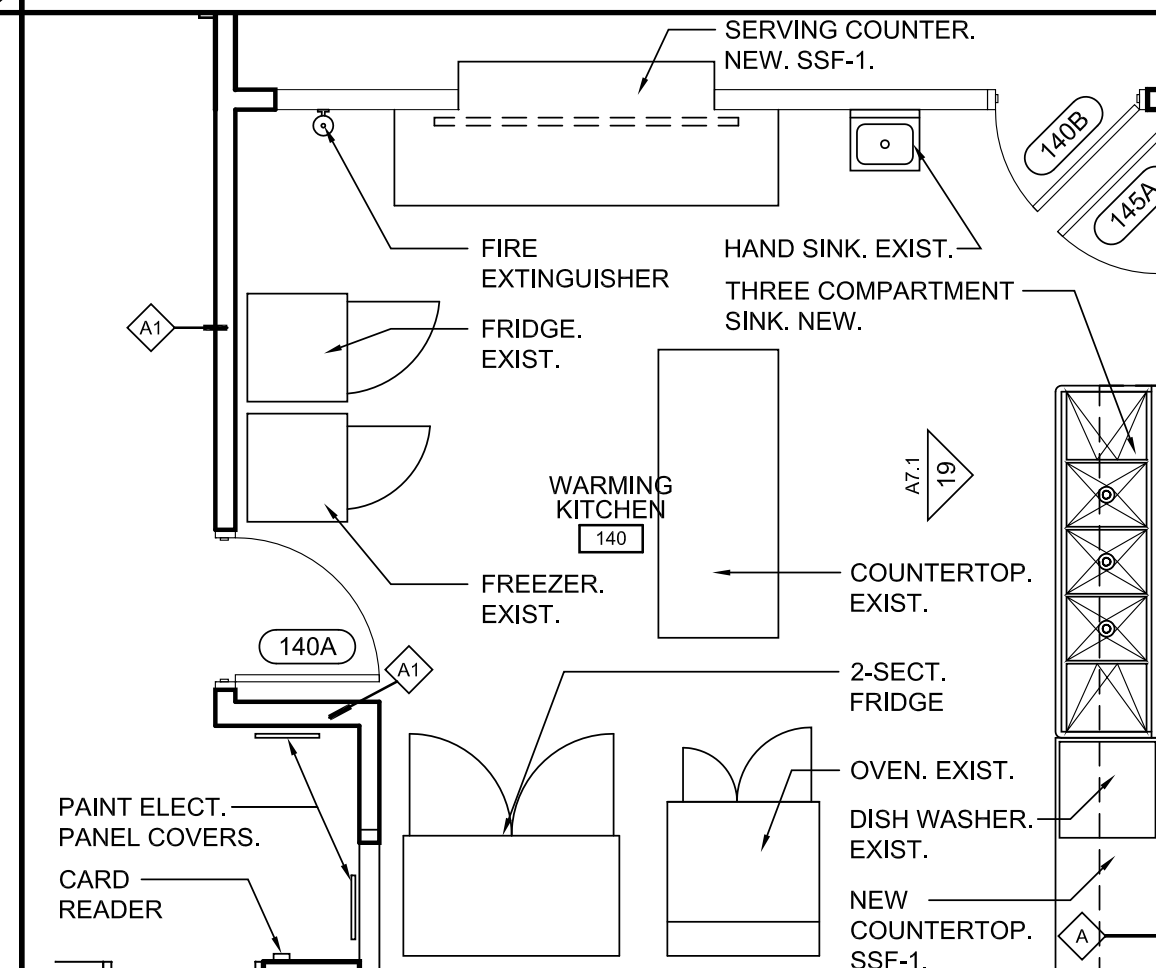 SERVING COUNTER.
NEW. SSF-1.
140B
145A
FIRE
EXTINGUISHER
HAND SINK. EXIST.
THREE COMPARTMENT
SINK. NEW.
A1
FRIDGE.
EXIST.
A7.1
19
WARMING
KITCHEN
140
FREEZER.
EXIST.
COUNTERTOP.
EXIST.
140A
A1
2-SECT.
FRIDGE
OVEN. EXIST.
PAINT ELECT.
PANEL COVERS.
DISH WASHER.
EXIST.
CARD
READER
NEW
COUNTERTOP.
SSF-1.
A